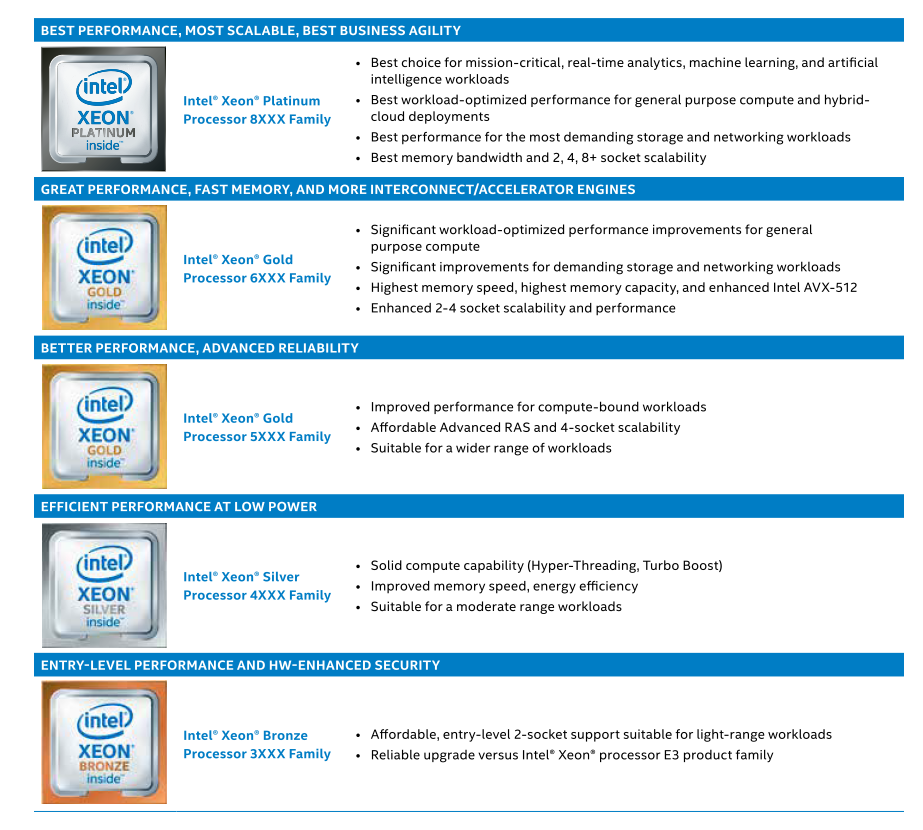 BEST PERFORMANCE, MOST SCALABLE, BEST BUSINESS AGILITY
intel®
XEON®
PLATINUM
inside™
Intel® Xeon® Platinum
Processor 8XXX Family
• Best choice for mission-critical, real-time analytics, machine learning, and artificial
intelligence workloads
• Best workload-optimized performance for general purpose compute and hybrid-
cloud deployments
• Best performance for the most demanding storage and networking workloads
• Best memory bandwidth and 2, 4, 8+ socket scalability
GREAT PERFORMANCE, FAST MEMORY, AND MORE INTERCONNECT/ACCELERATOR ENGINES
intel®
XEON®
GOLD
inside™
Intel® Xeon® Gold
Processor 6XXX Family
• Significant workload-optimized performance improvements for general
purpose compute
• Significant improvements for demanding storage and networking workloads
• Highest memory speed, highest memory capacity, and enhanced Intel AVX-512
• Enhanced 2-4 socket scalability and performance
BETTER PERFORMANCE, ADVANCED RELIABILITY
intel®
XEON®
GOLD
inside™
Intel® Xeon® Gold
Processor 5XXX Family
• Improved performance for compute-bound workloads
• Affordable Advanced RAS and 4-socket scalability
• Suitable for a wider range of workloads
EFFICIENT PERFORMANCE AT LOW POWER
intel®
XEON®
SILVER
inside™
Intel® Xeon® Silver
Processor 4XXX Family
• Solid compute capability (Hyper-Threading, Turbo Boost)
• Improved memory speed, energy efficiency
• Suitable for a moderate range workloads
ENTRY-LEVEL PERFORMANCE AND HW-ENHANCED SECURITY
intel®
XEON®
BRONZE
inside™
Intel® Xeon® Bronze
Processor 3XXX Family
• Affordable, entry-level 2-socket support suitable for light-range workloads
• Reliable upgrade versus Intel® Xeon® processor E3 product family